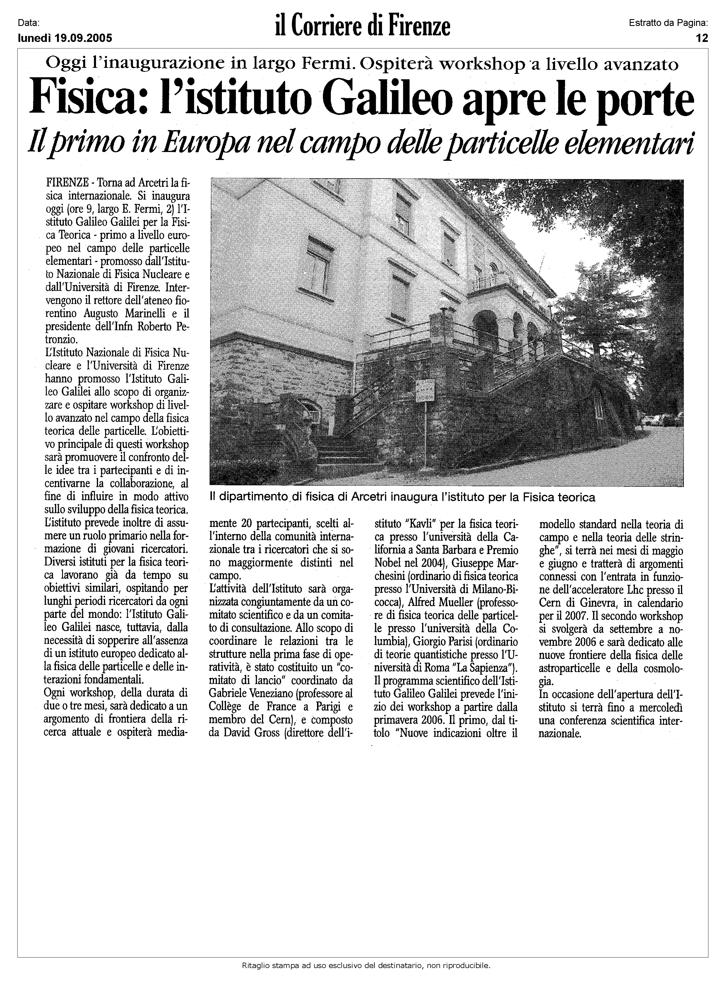 Data:
lunedì 19.09.2005
il Corriere di Firenze
Estratto da Pagina:
12
Oggi l'inaugurazione in largo Fermi. Ospiterà workshop a livello avanzato
Fisica: l'istituto Galileo apre le porte
Il primo in Europa nel campo delle particelle elementari
FIRENZE - Torna ad Arcetri la fi-
sica internazionale. Si inaugura
oggi (ore 9, largo E. Fermi, 2) l'I-
stituto Galileo Galilei per la Fisi-
ca Teorica - primo a livello euro-
peo nel campo delle particelle
elementari - promosso dall'Istitu-
to Nazionale di Fisica Nucleare e
dall'Università di Firenze. Inter-
vengono il rettore dell'ateneo fio-
rentino Augusto Marinelli e il
presidente dell'Infn Roberto Pe-
tronzio.
L'Istituto Nazionale di Fisica Nu-
cleare e l'Università di Firenze
hanno promosso l'Istituto Gali-
leo Galilei allo scopo di organiz-
zare e ospitare workshop di livel-
lo avanzato nel campo della fisica
teorica delle particelle. L'obietti-
vo principale di questi workshop
sarà promuovere il confronto del-
le idee tra i partecipanti e di in-
centivarne la collaborazione, al
fine di influire in modo attivo
sullo sviluppo della fisica teorica.
L'istituto prevede inoltre di assu-
mere un ruolo primario nella for-
mazione di giovani ricercatori.
Diversi istituti per la fisica teori-
ca lavorano già da tempo su
obiettivi similari, ospitando per
lunghi periodi ricercatori da ogni
parte del mondo: l'Istituto Gali-
leo Galilei nasce, tuttavia, dalla
necessità di sopperire all'assenza
di un istituto europeo dedicato al-
la fisica delle particelle e delle in-
terazioni fondamentali.
Ogni workshop, della durata di
due o tre mesi, sarà dedicato a un
argomento di frontiera della ri-
cerca attuale e ospiterà media-
Il dipartimento di fisica di Arcetri inaugura l'istituto per la Fisica teorica
mente 20 partecipanti, scelti al-
l'interno della comunità interna-
zionale tra i ricercatori che si so-
no maggiormente distinti nel
campo.
L'attività dell'Istituto sarà orga-
nizzata congiuntamente da un co-
mitato scientifico e da un comita-
to di consultazione. Allo scopo di
coordinare le relazioni tra le
strutture nella prima fase di ope-
ratività, è stato costituito un "co-
mitato di lancio" coordinato da
Gabriele Veneziano (professore al
Collège de France a Parigi e
membro del Cern), e composto
da David Gross (direttore dell'i-
stituto "Kavli" per la fisica teori-
ca presso l'università della Ca-
lifornia a Santa Barbara e Premio
Nobel nel 2004), Giuseppe Mar-
chesini (ordinario di fisica teorica
presso l'Università di Milano-Bi-
cocca), Alfred Mueller (professo-
re di fisica teorica delle particel-
le presso l'università della Co-
lumbia), Giorgio Parisi (ordinario
di teorie quantistiche presso l'U-
niversità di Roma "La Sapienza").
Il programma scientifico dell'Isti-
tuto Galileo Galilei prevede l'ini-
zio dei workshop a partire dalla
primavera 2006. Il primo, dal ti-
tolo "Nuove indicazioni oltre il
modello standard nella teoria di
campo e nella teoria delle strin-
ghe", si terrà nei mesi di maggio
e giugno e tratterà di argomenti
connessi con l'entrata in funzio-
ne dell'acceleratore Lhc presso il
Cern di Ginevra, in calendario
per il 2007. Il secondo workshop
si svolgerà da settembre a no-
vembre 2006 e sarà dedicato alle
nuove frontiere della fisica delle
astroparticelle e della cosmolo-
gia.
In occasione dell'apertura dell'I-
stituto si terrà fino a mercoledì
una conferenza scientifica inter-
nazionale.
Ritaglio stampa ad uso esclusivo del destinatario, non riproducibile.